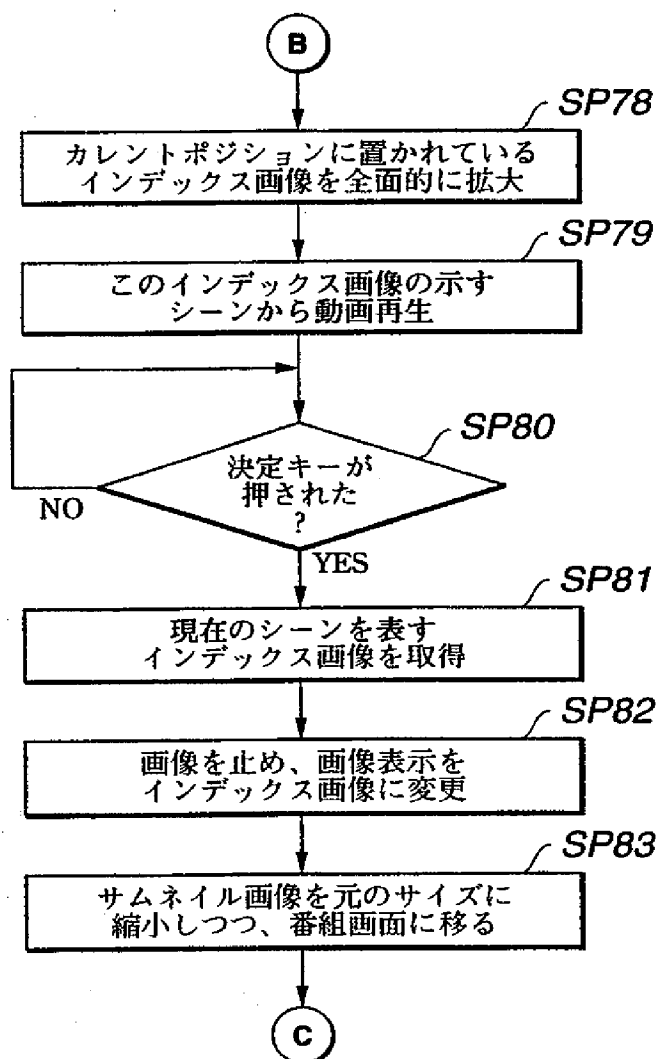 B
SP78
カレントポジションに置かれている
インデックス画像を全面的に拡大
SP79
このインデックス画像の示す
シーンから動画再生
SP80
決定キーが
押された
?
NO
YES
SP81
現在のシーンを表す
インデックス画像を取得
SP82
画像を止め、画像表示を
インデックス画像に変更
SP83
サムネイル画像を元のサイズに
縮小しつつ、番組画面に移る
C